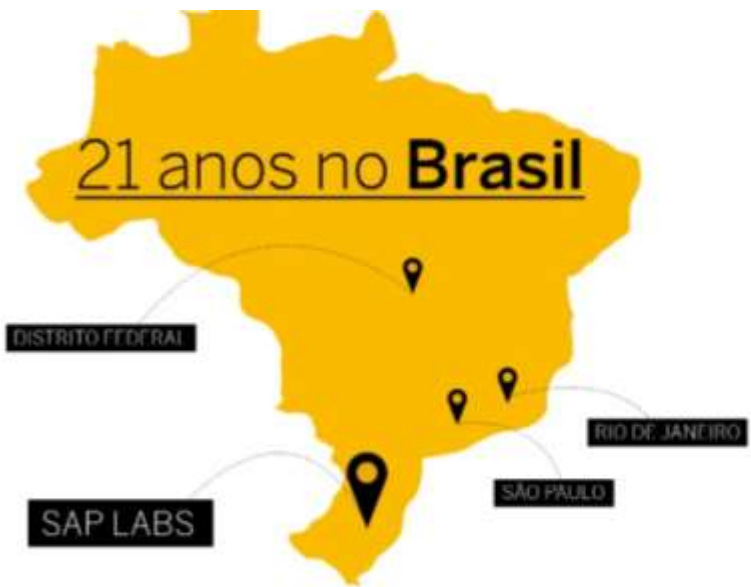 21 anos no Brasil
DISTRITO FEDERAL
RIO DE JANEIRO
SÃO PAULO
SAP LABS